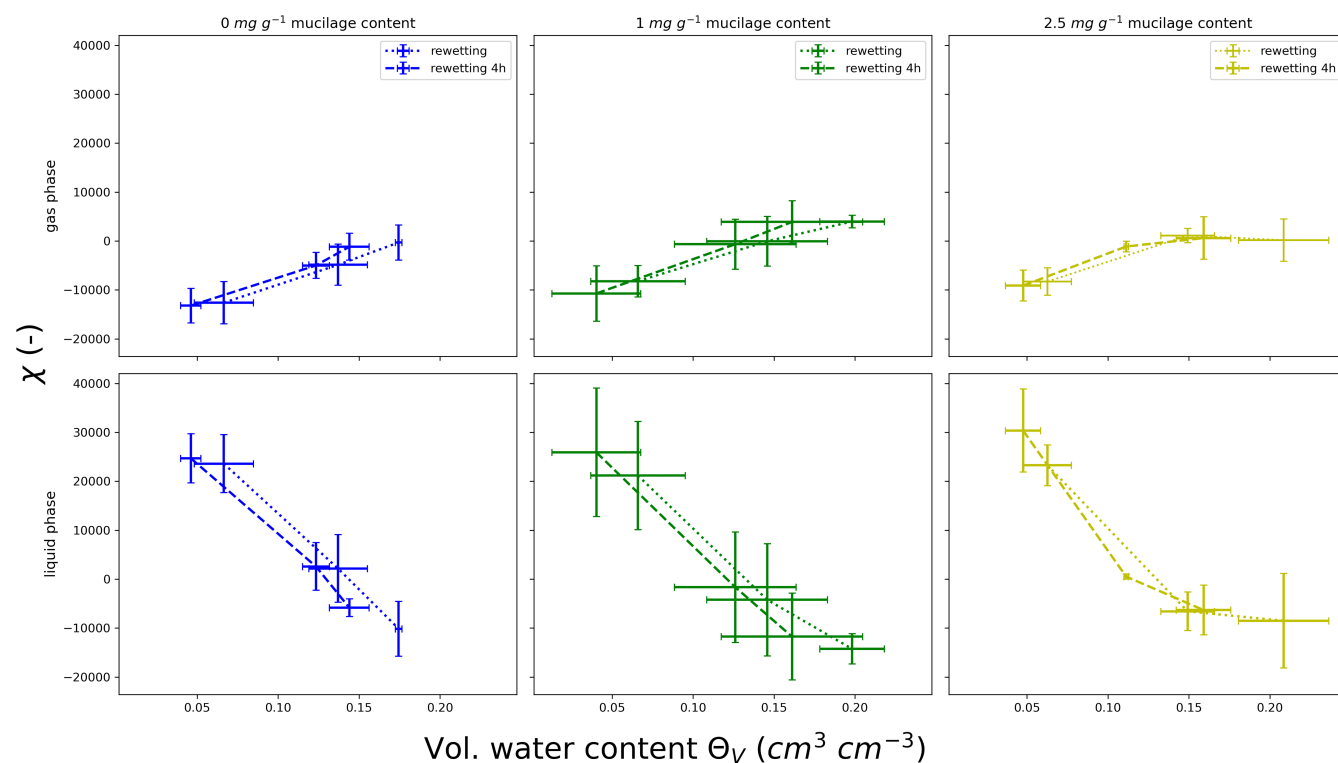 0 mg g⁻¹ mucilage content
1 mg g⁻¹ mucilage content
2.5 mg g⁻¹ mucilage content
rewetting
rewetting 4h
rewetting
rewetting 4h
rewetting
rewetting 4h
40000
30000
20000
10000
0
−10000
−20000
gas phase
χ (-)
40000
30000
20000
10000
0
−10000
−20000
liquid phase
0.05 0.10 0.15 0.20
0.05 0.10 0.15 0.20
0.05 0.10 0.15 0.20
Vol. water content Θ_V (cm³ cm⁻³)